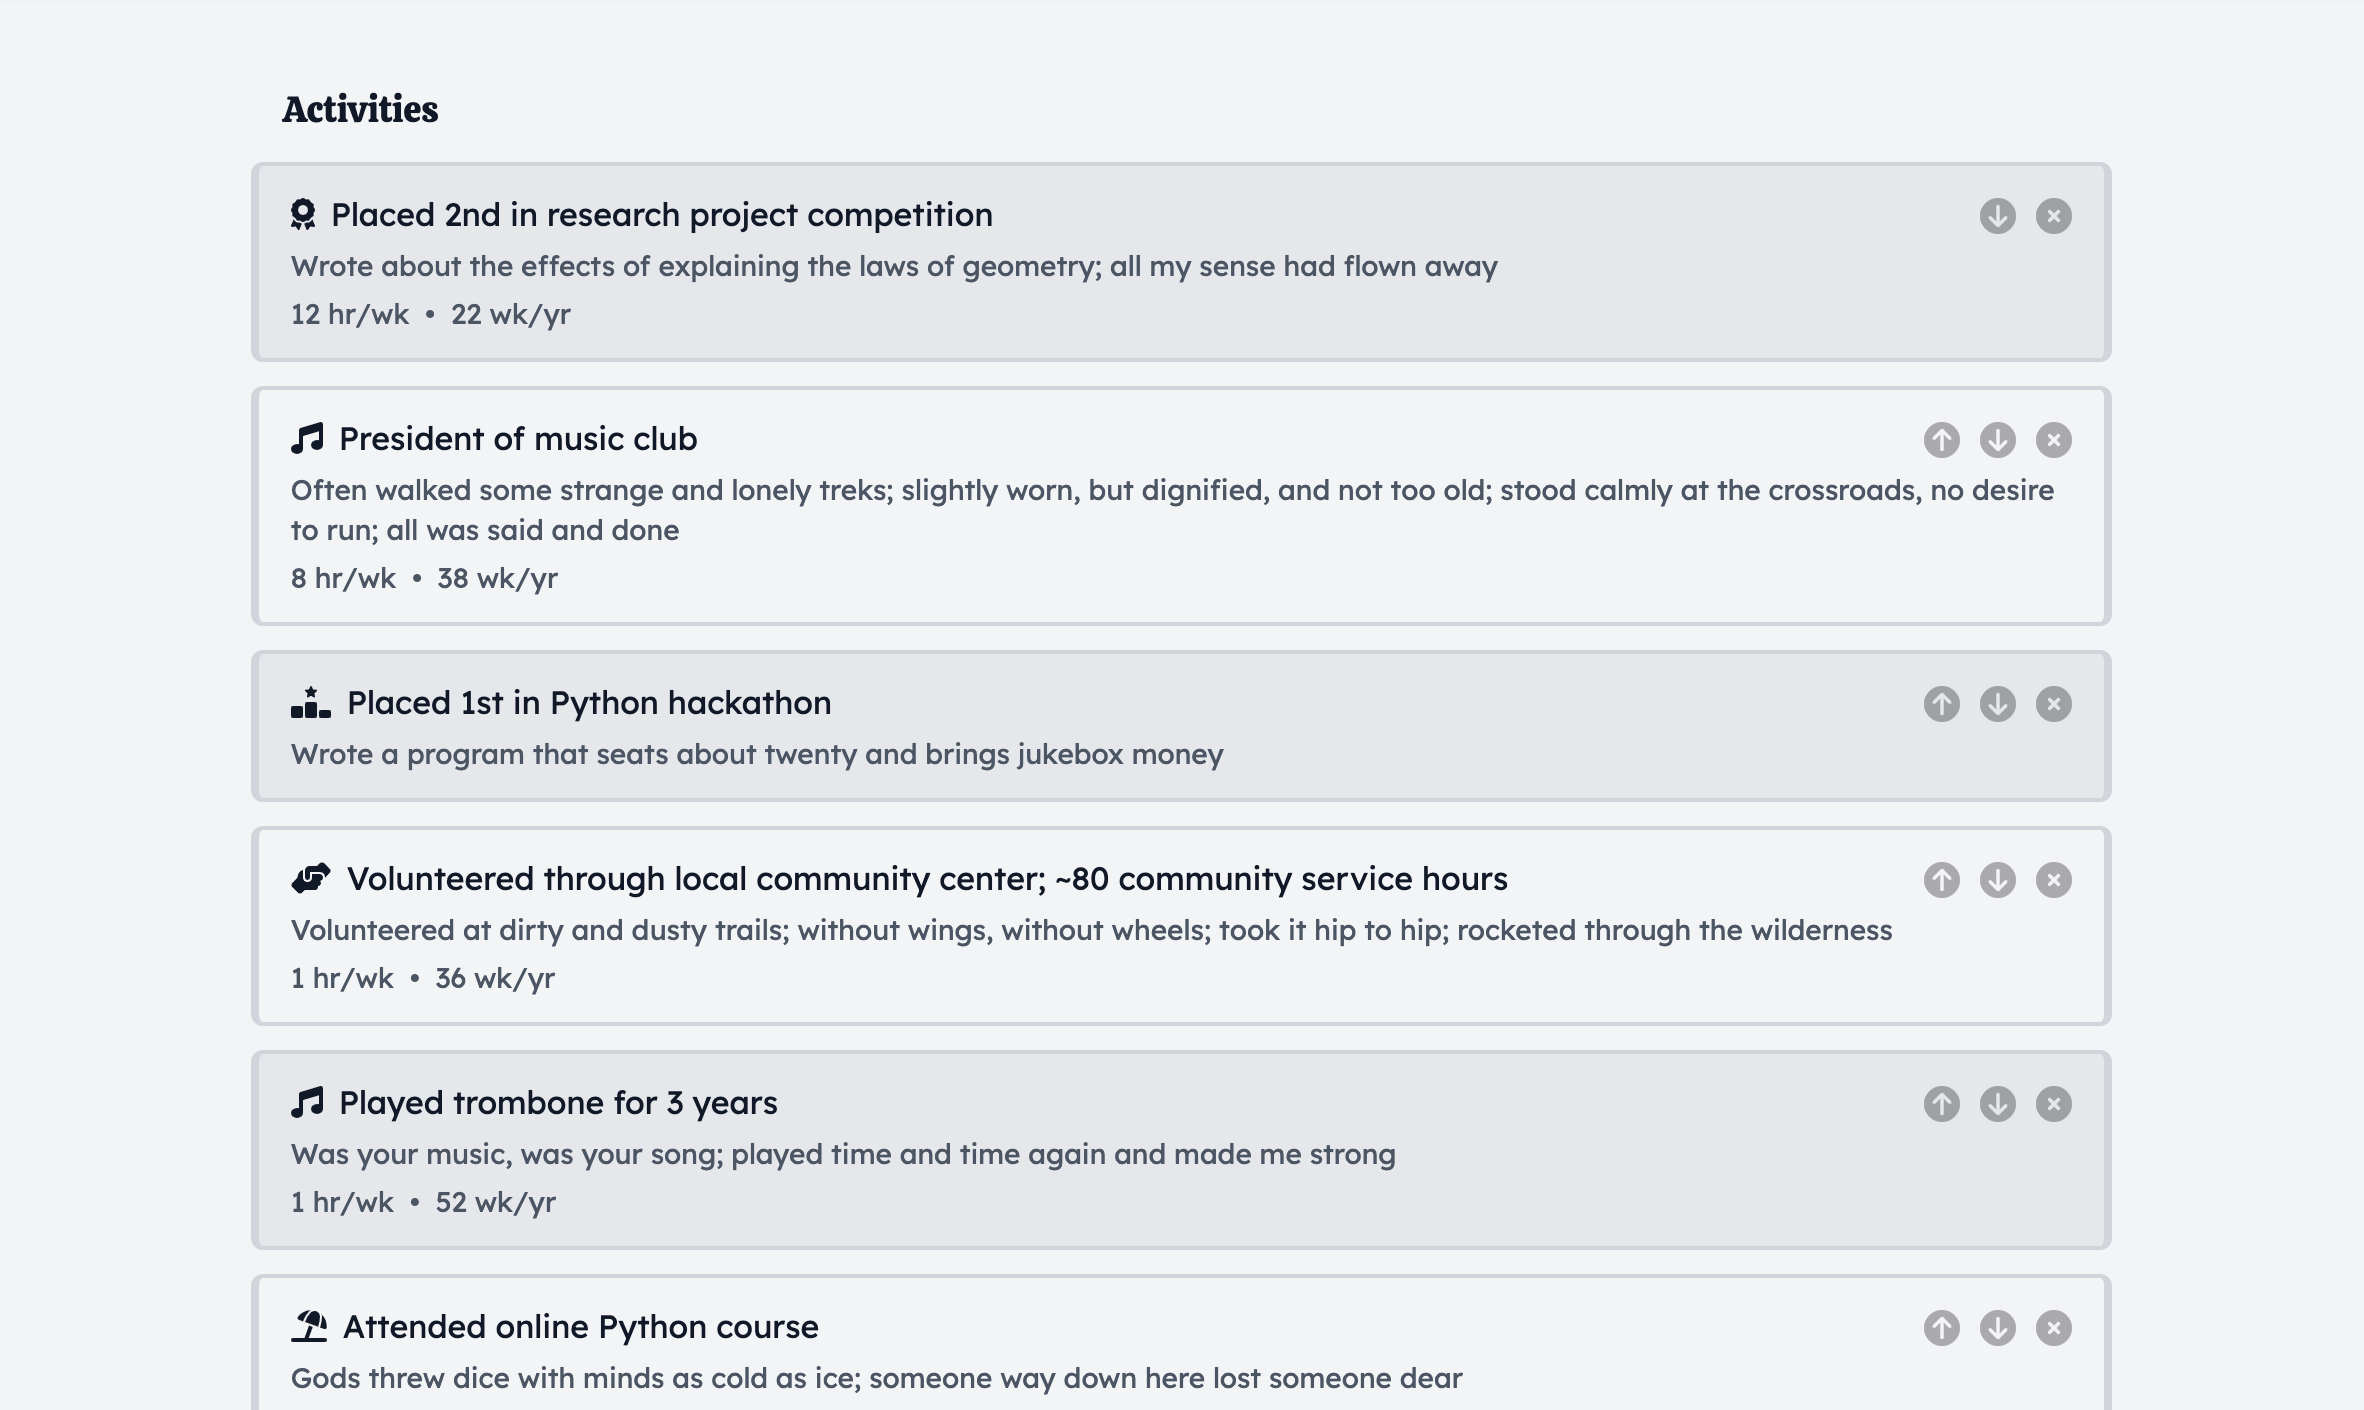 Activities
Placed 2nd in research project competition
Wrote about the effects of explaining the laws of geometry; all my sense had flown away
12 hr/wk • 22 wk/yr
President of music club
Often walked some strange and lonely treks; slightly worn, but dignified, and not too old; stood calmly at the crossroads, no desire
to run; all was said and done
8 hr/wk • 38 wk/yr
Placed 1st in Python hackathon
Wrote a program that seats about twenty and brings jukebox money
Volunteered through local community center; ~80 community service hours
Volunteered at dirty and dusty trails; without wings, without wheels; took it hip to hip; rocketed through the wilderness
1 hr/wk • 36 wk/yr
Played trombone for 3 years
Was your music, was your song; played time and time again and made me strong
1 hr/wk • 52 wk/yr
Attended online Python course
Gods threw dice with minds as cold as ice; someone way down here lost someone dear